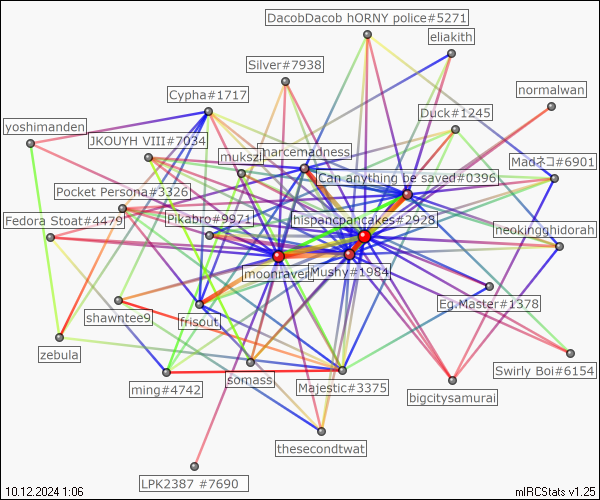 DacobDacob hORNY police#5271
eliakith
Silver#7938
normalwan
Cypha#1717
Duck#1245
yoshimanden
JKOUYH VIII#7034
mukszi
marcemadness
Madネコ#6901
Can anything be saved#0396
Pocket Persona#3326
Fedora Stoat#4479
Pikabro#9971
hispancpancakes#2928
neokingghidorah
moonraven
Mushy#1984
Eg.Master#1378
shawntee9
frisout
zebula
ming#4742
somass
Majestic#3375
Swirly Boi#6154
bigcitysamurai
thesecondtwat
LPK2387 #7690
10.12.2024 1:06
mIRCStats v1.25